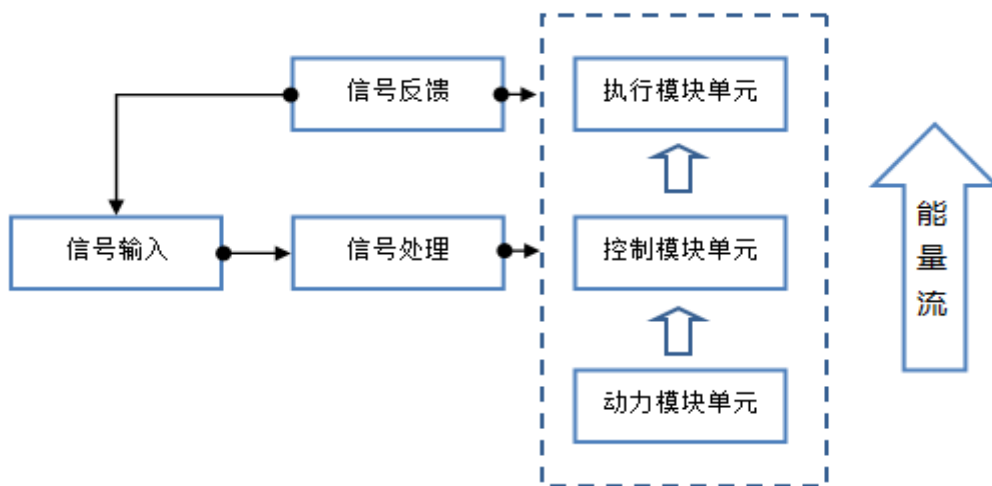 信号反馈
执行模块单元
信号输入
信号处理
控制模块单元
动力模块单元
能
量
流